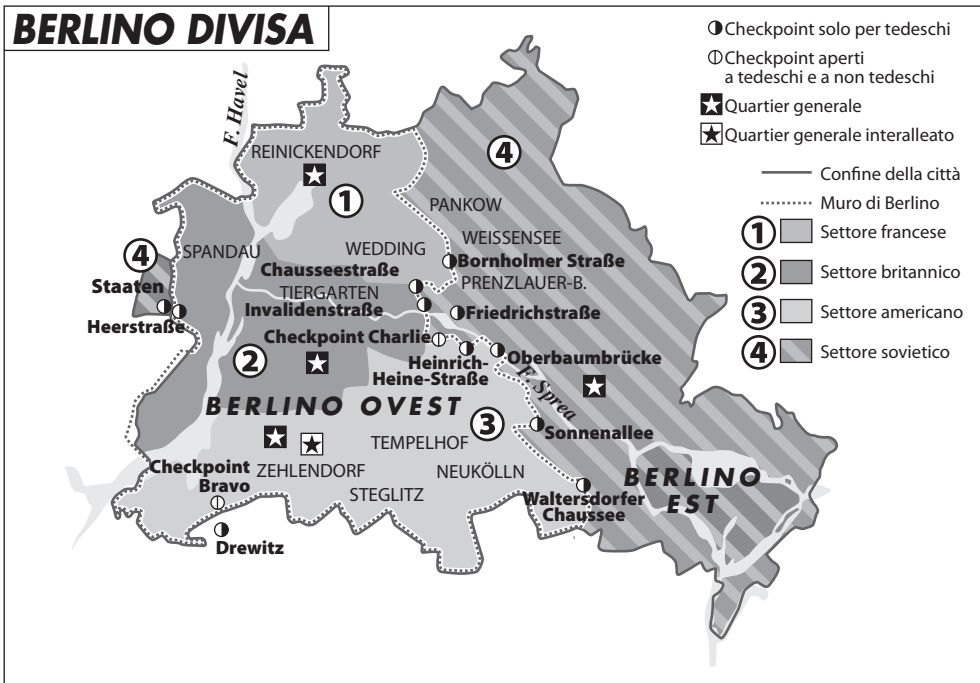 BERLINO DIVISA
Checkpoint solo per tedeschi
Checkpoint aperti
a tedeschi e a non tedeschi
Quartier generale
Quartier generale interalleato
Confine della città
Muro di Berlino
1 Settore francese
2 Settore britannico
3 Settore americano
4 Settore sovietico
F. Havel
REINICKENDORF
4
1
PANKOW
SPANDAU
WEDDING
WEISSENSEE
4
Bornholmer Straße
Chausseestraße
Staaten
TIERGARTEN
PRENZLAUER-B.
Invalidenstraße
Friedrichstraße
Heerstraße
Checkpoint Charlie
2
Heinrich-
Heine-Straße
Oberbaumbrücke
F. Sprea
BERLINO OVEST
3
Sonnenallee
TEMPELHOF
Checkpoint
Bravo
ZEHLENDORF
NEUKÖLLN
STEGLITZ
BERLINO
EST
Waltersdorfer
Chaussee
Drewitz